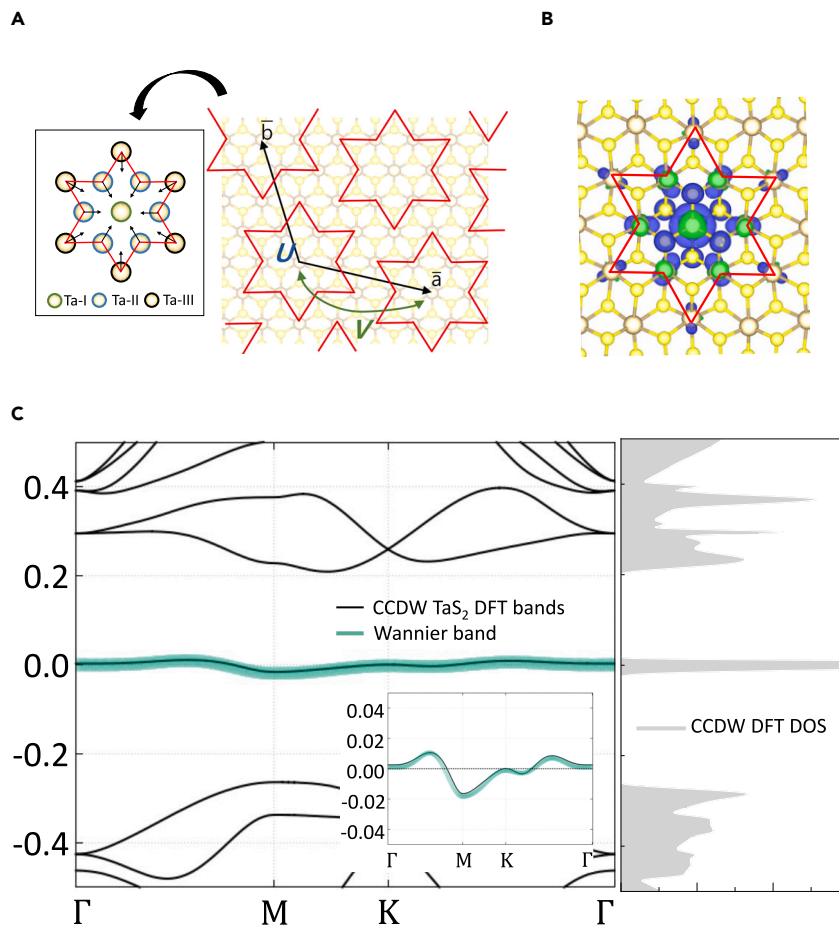 A
B
b̅
U
a̅
V
Ta-I Ta-II Ta-III
C
0.4
0.2
0.0
-0.2
-0.4
CCDW TaS₂ DFT bands
Wannier band
CCDW DFT DOS
0.04
0.02
0.00
-0.02
-0.04
Γ M K Γ
Γ M K Γ